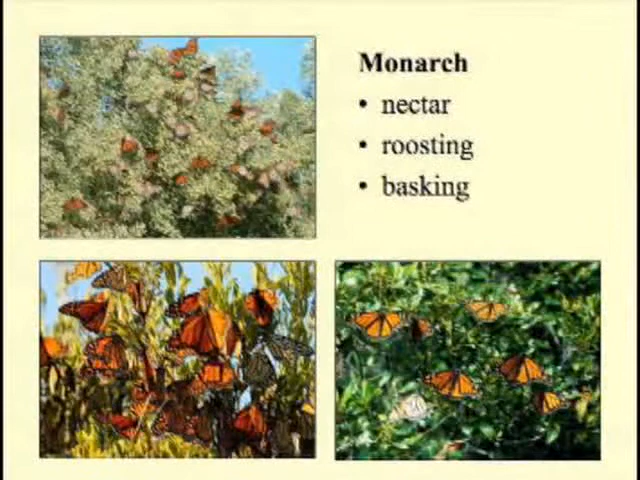 Monarch
• nectar
• roosting
• basking